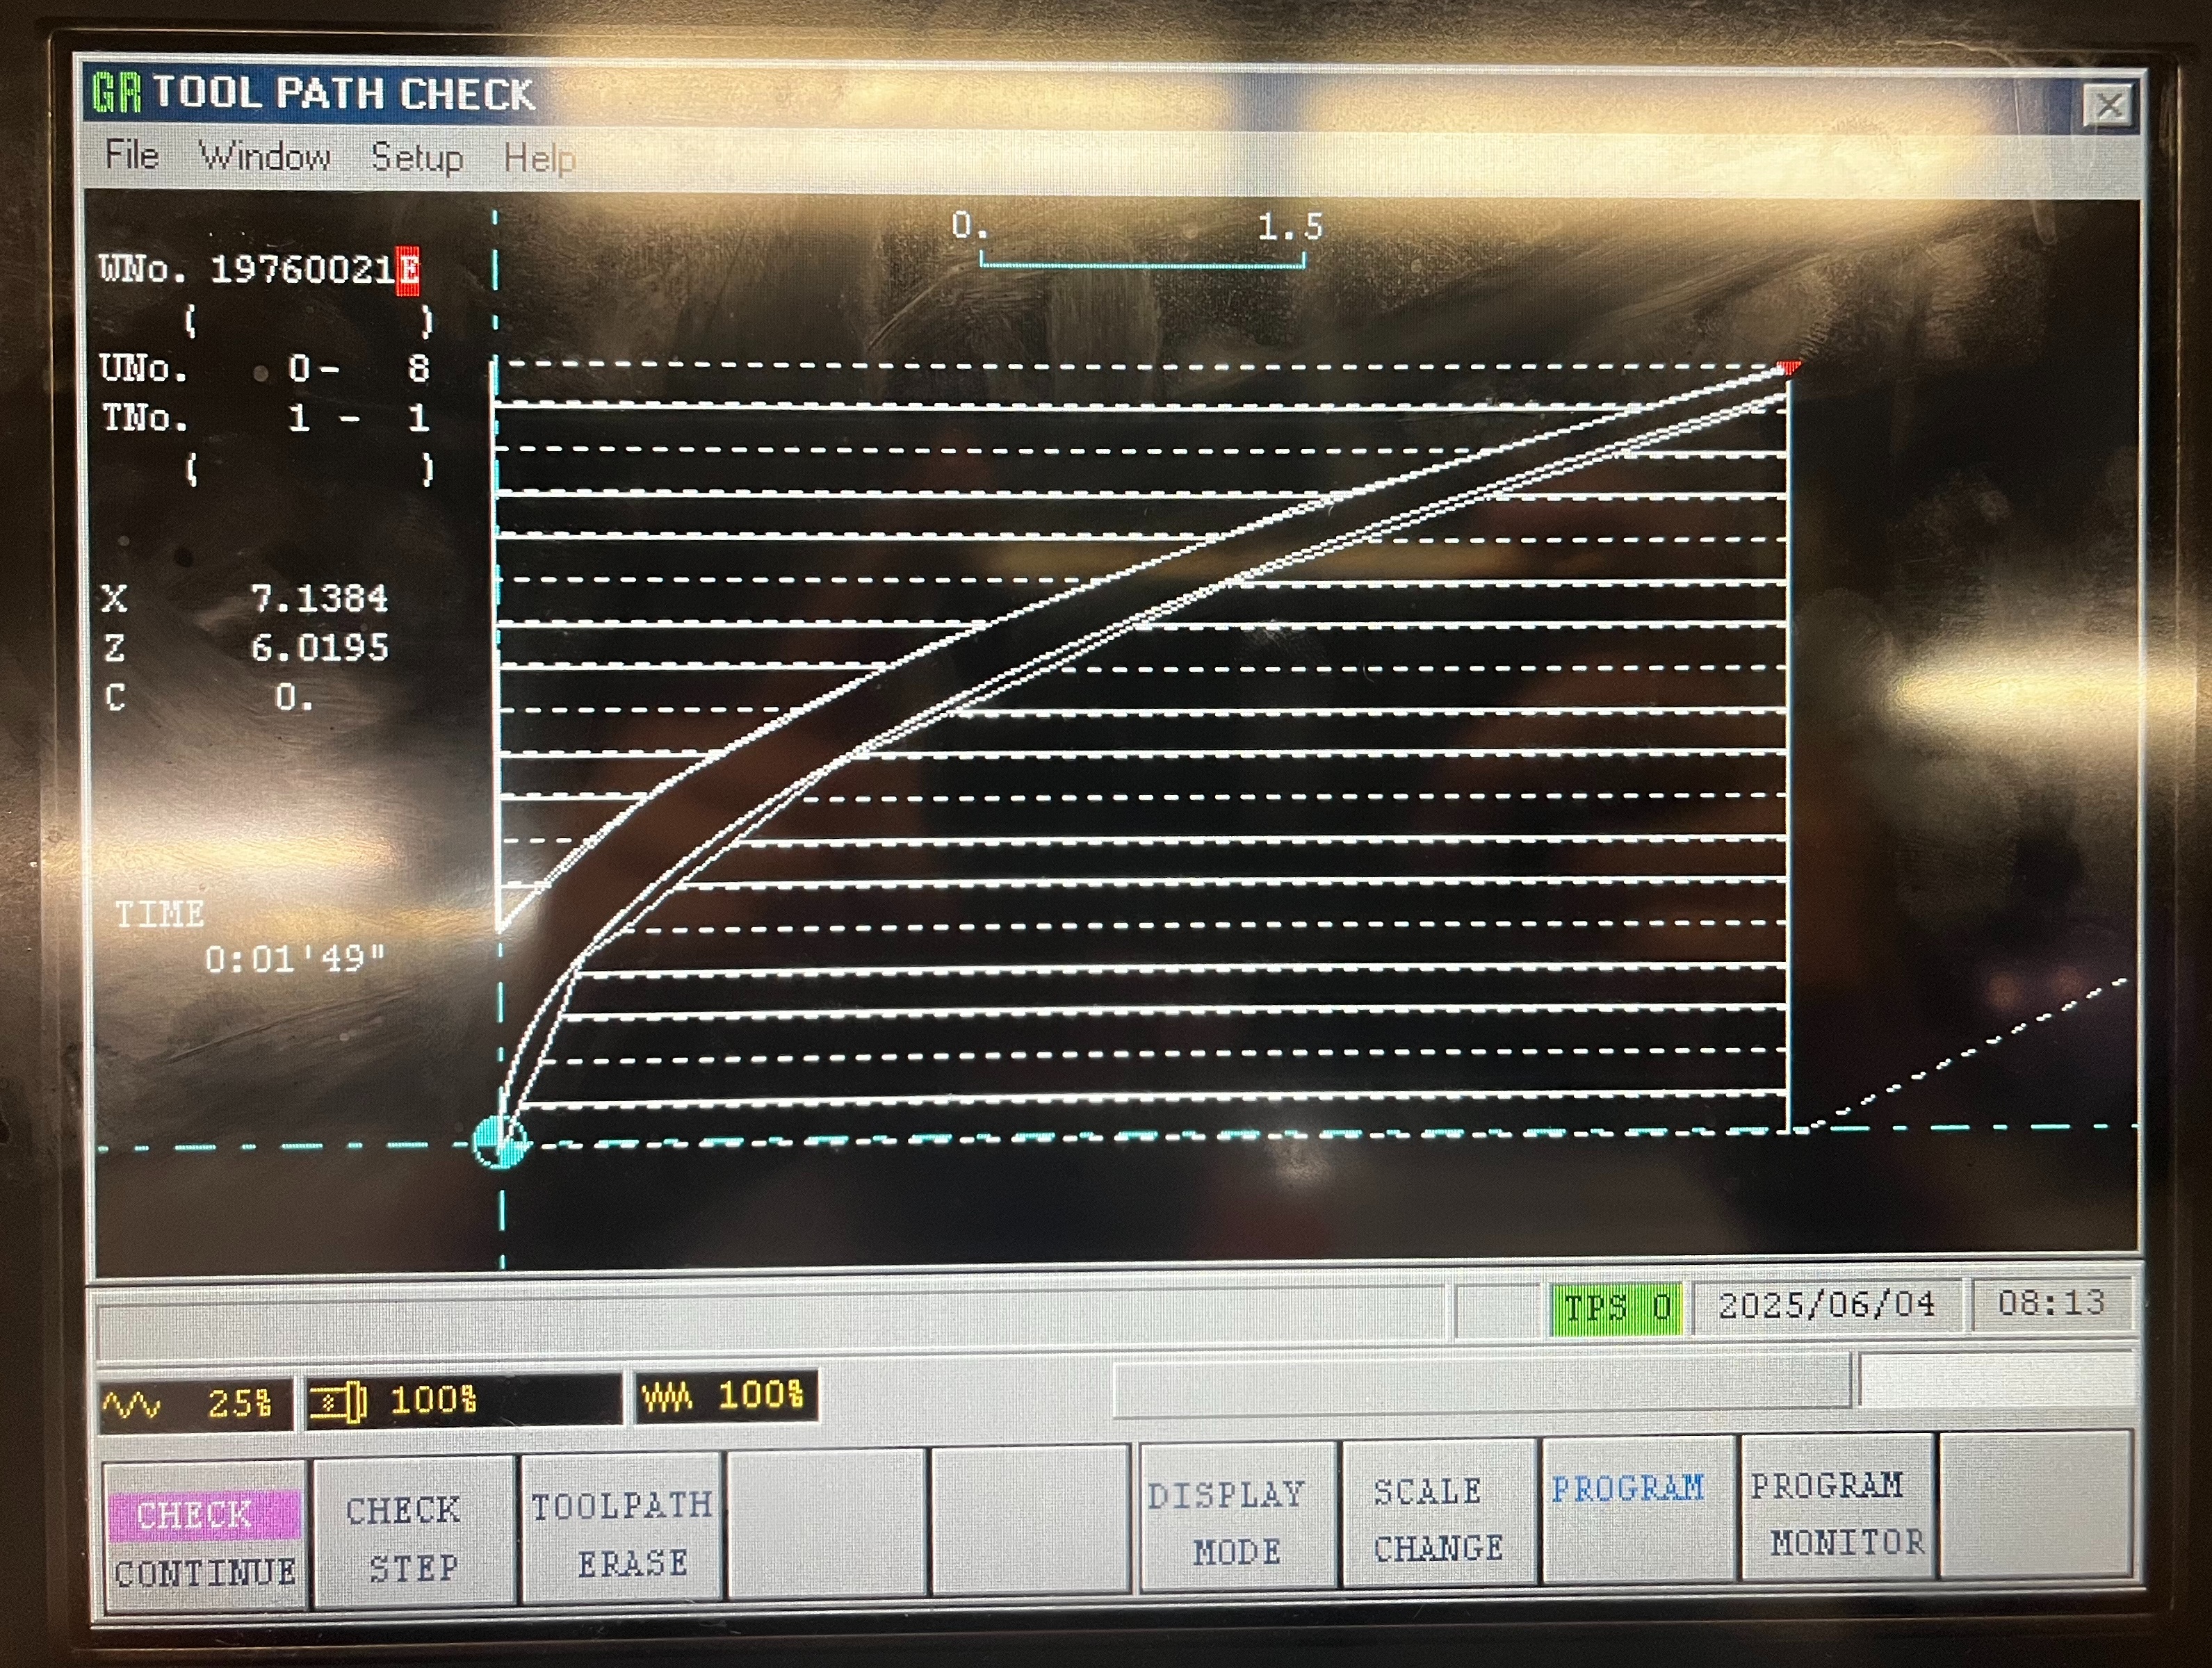 GR TOOL PATH CHECK
File Window Setup Help
0. 1.5
WNo. 19760021E
( )
UNo. 0- 8
TNo. 1 - 1
( )
X 7.1384
Z 6.0195
C 0.
TIME
0:01'49"
TPS 0 2025/06/04 08:13
25% 100% 100%
CHECK CONTINUE
CHECK STEP
TOOLPATH ERASE
DISPLAY MODE
SCALE CHANGE
PROGRAM
PROGRAM MONITOR